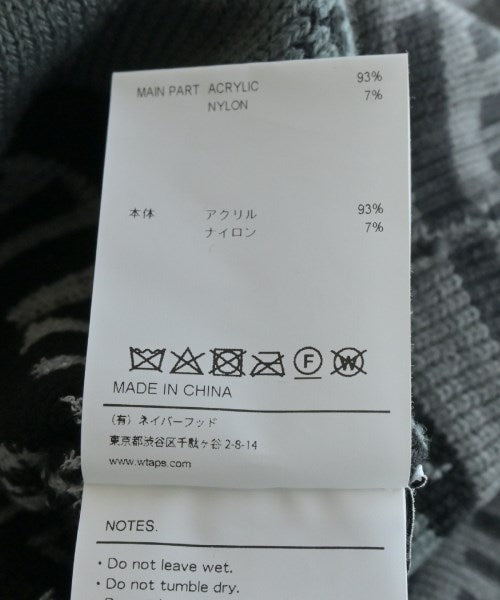 MAIN PART ACRYLIC 93%
NYLON 7%
本体 アクリル 93%
ナイロン 7%
F W
MADE IN CHINA
(有) ネイバーフッド
東京都渋谷区千駄ヶ谷 2-8-14
www.wtaps.com
NOTES.
・Do not leave wet.
・Do not tumble dry.